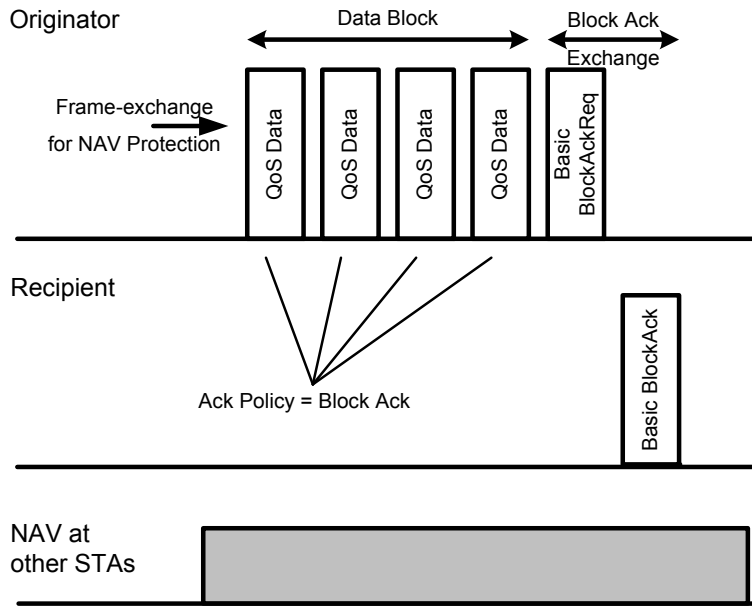 Originator
Data Block
Block Ack
Exchange
Frame-exchange
for NAV Protection
QoS Data
QoS Data
QoS Data
QoS Data
Basic
BlockAckReq
Recipient
Ack Policy = Block Ack
Basic BlockAck
NAV at
other STAs